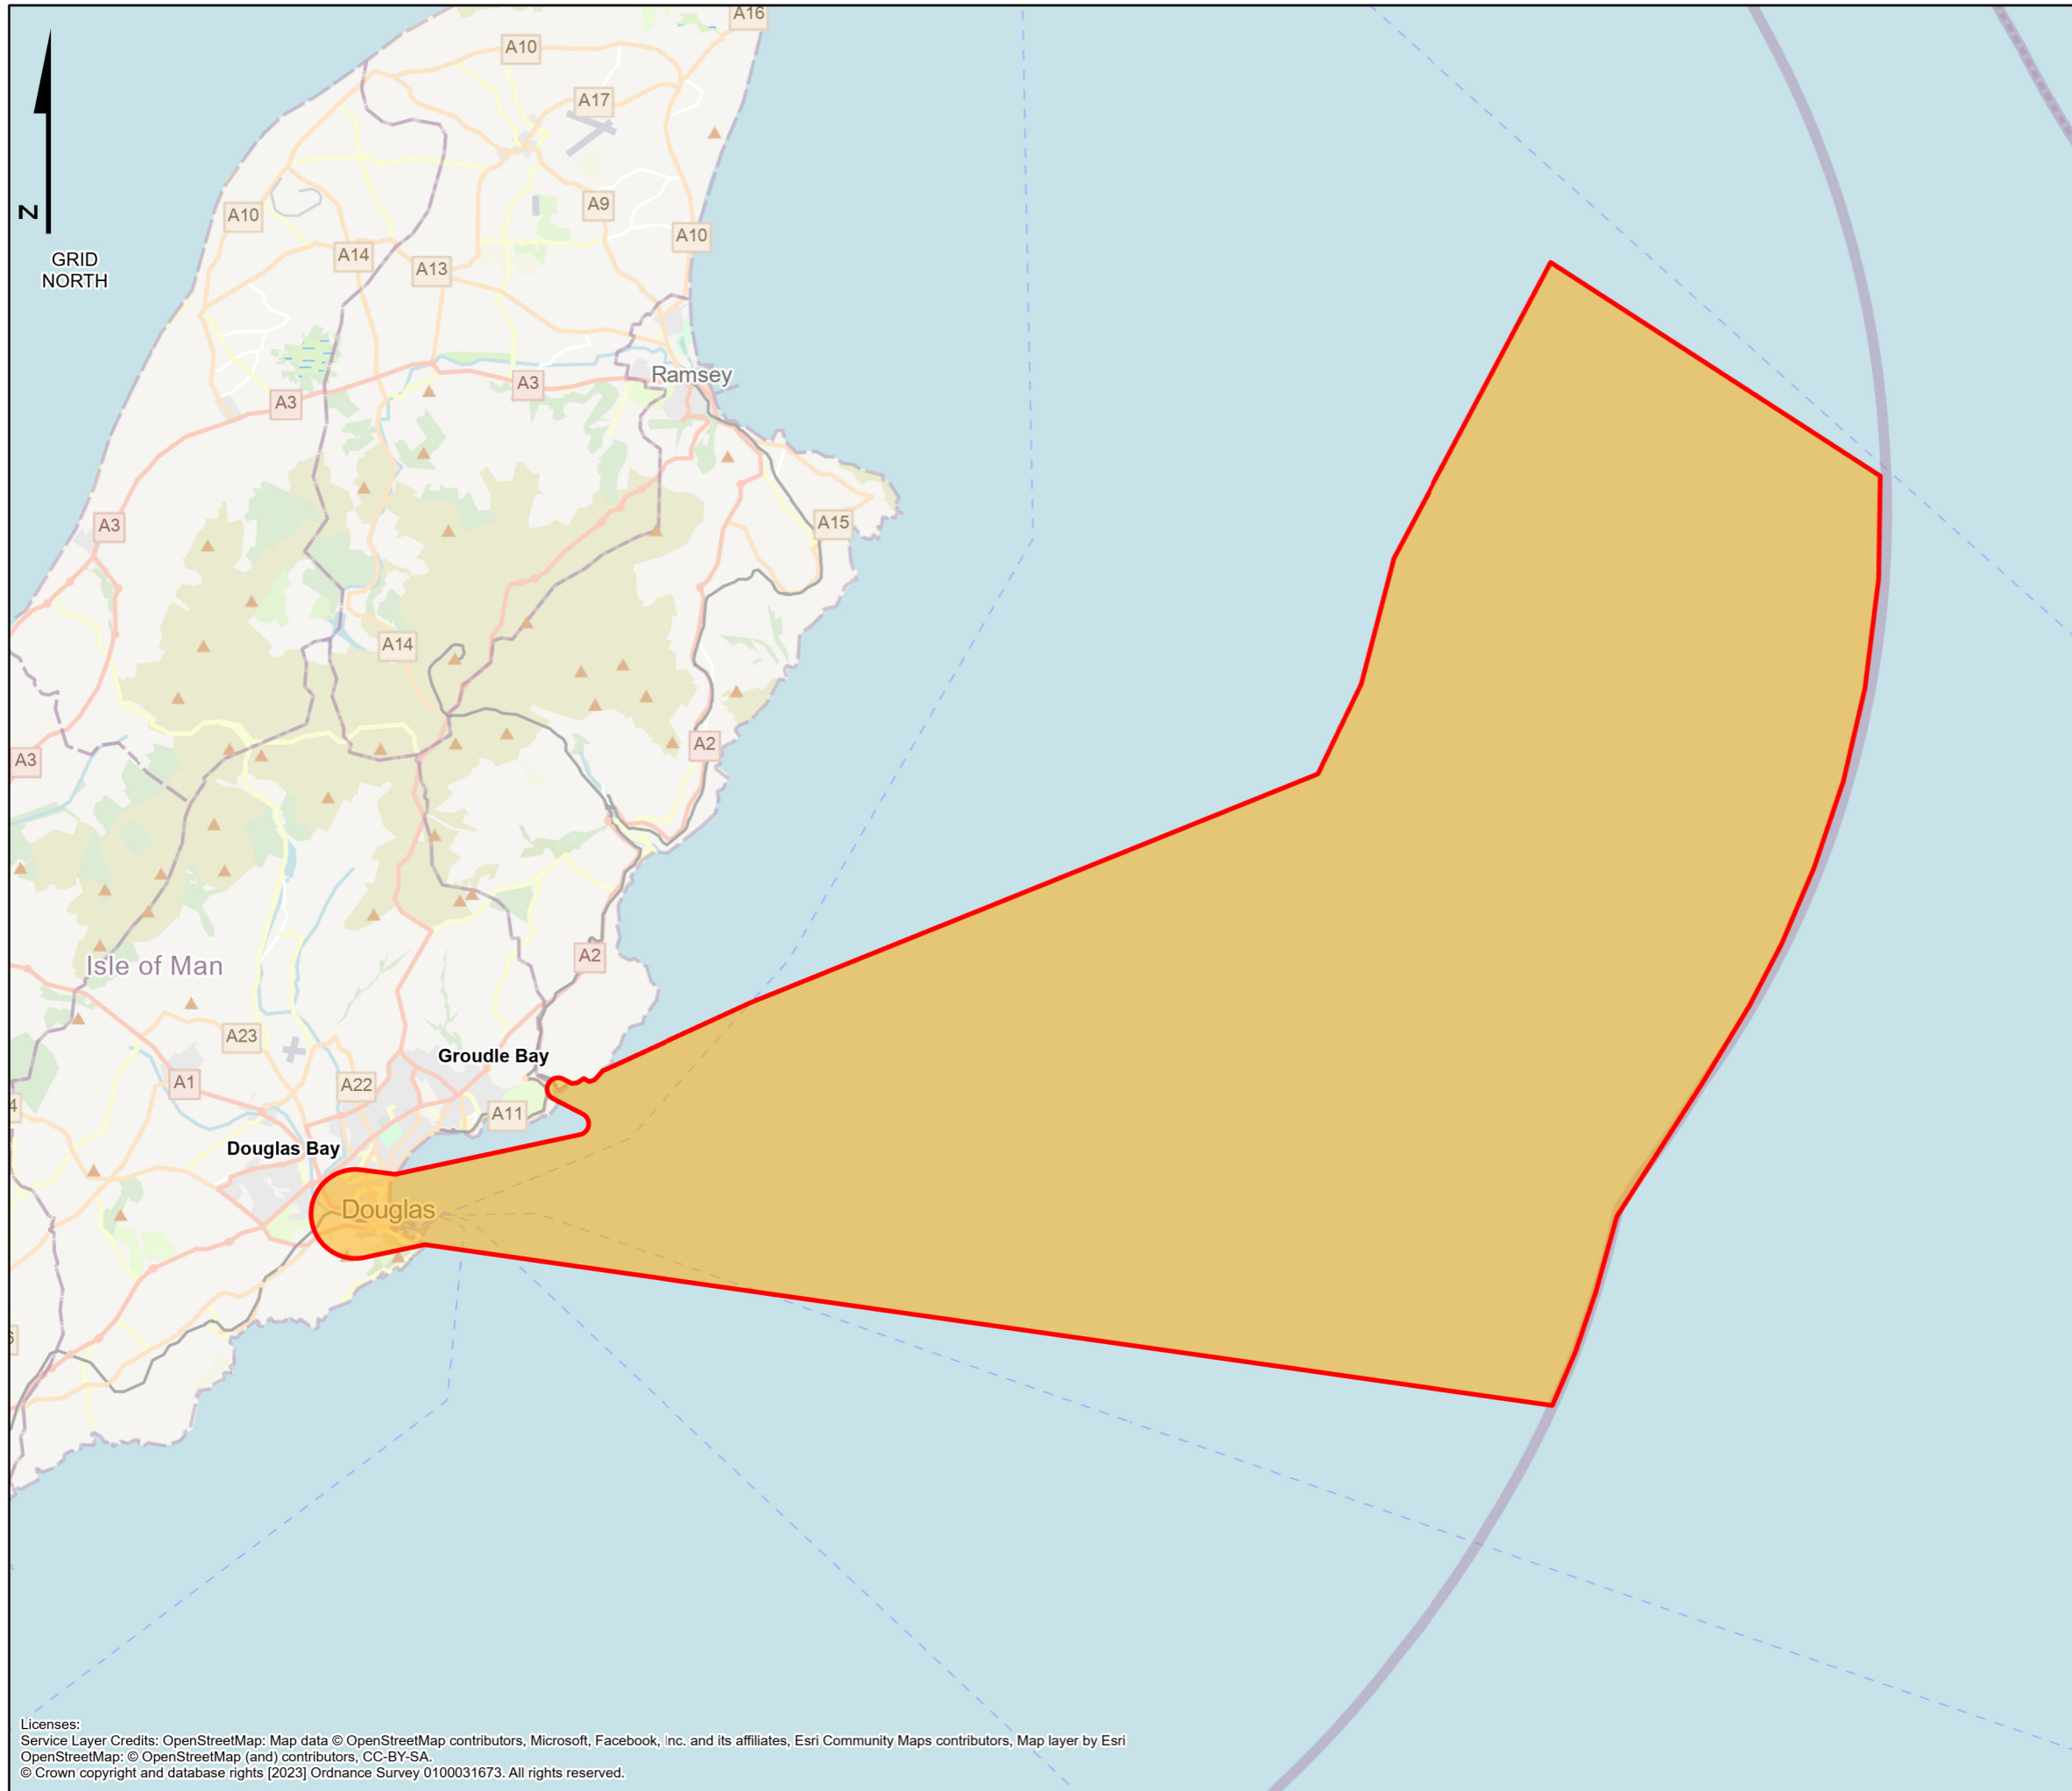 A16
A10
A17
A9
A10
N
A10
A14
A13
GRID
NORTH
Ramsey
A3
A3
A3
A15
A14
A2
A3
A2
Isle of Man
A23
Groudle Bay
A1
A22
4
A11
Douglas Bay
Douglas
Licenses:
Service Layer Credits: OpenStreetMap: Map data © OpenStreetMap contributors, Microsoft, Facebook, Inc. and its affiliates, Esri Community Maps contributors, Map layer by Esri
OpenStreetMap: © OpenStreetMap (and) contributors, CC-BY-SA.
© Crown copyright and database rights [2023] Ordnance Survey 0100031673. All rights reserved.